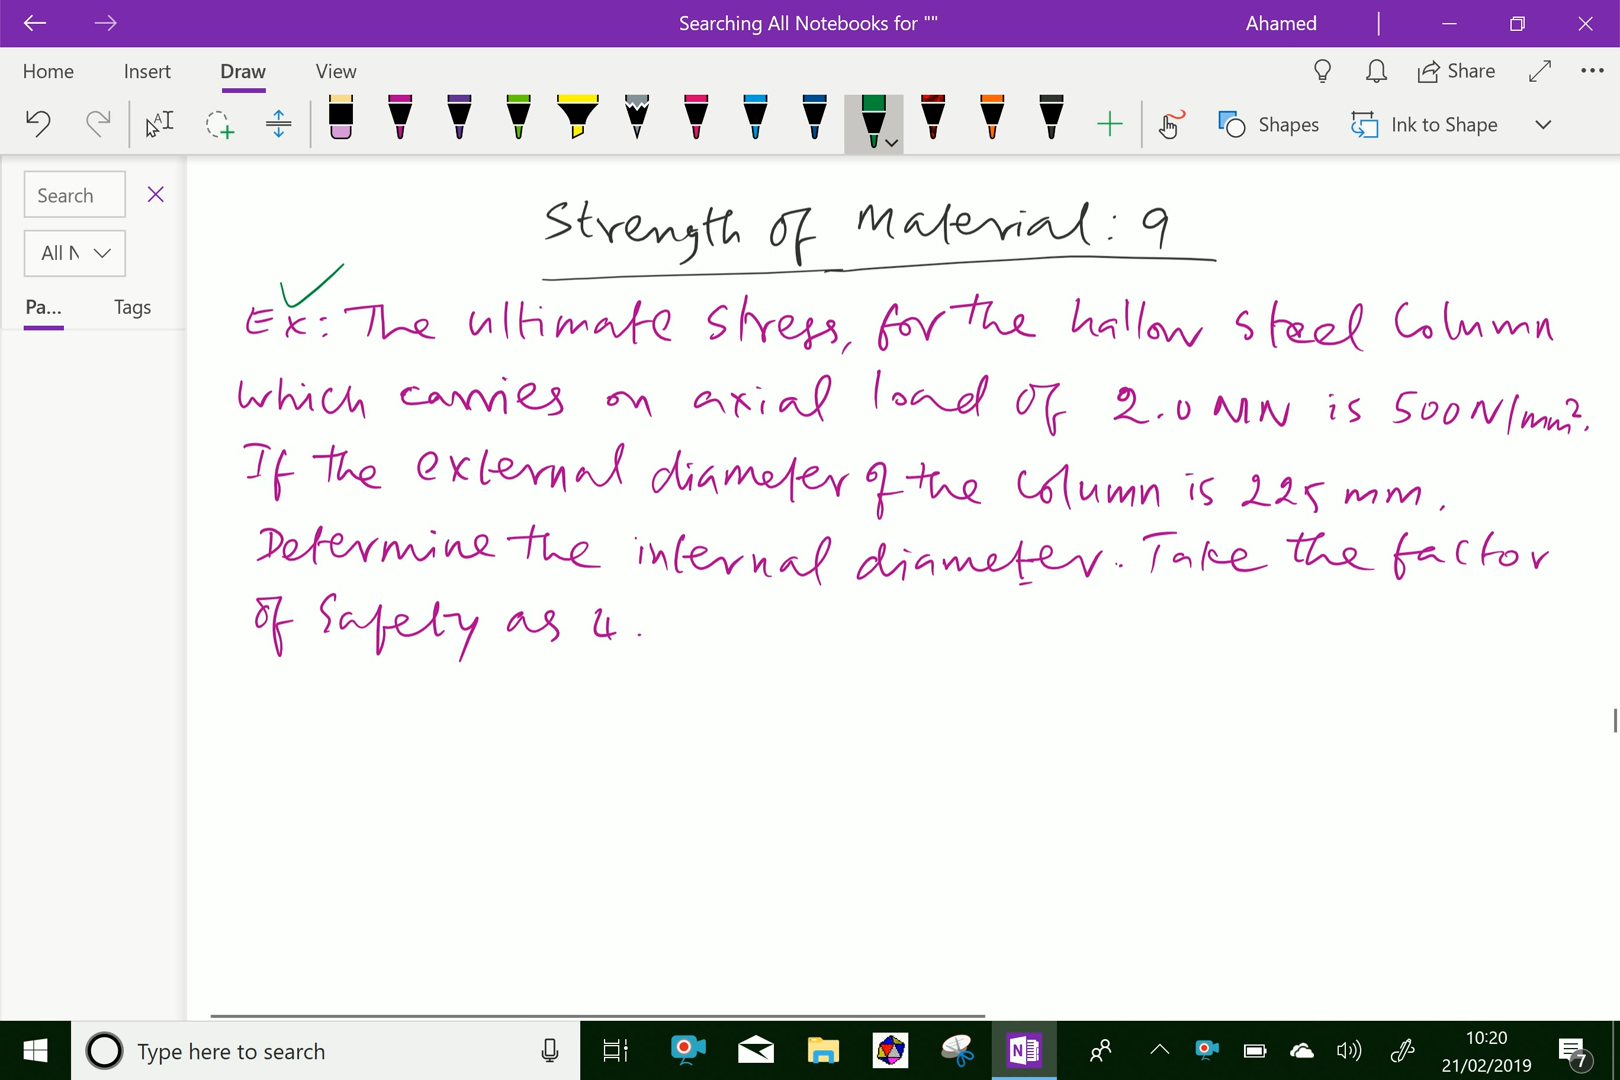 Searching All Notebooks for ""
Ahamed
Home Insert Draw View
Share
Shapes Ink to Shape
Search
All N
Pa... Tags
Strength of Material: 9
Ex: The ultimate stress, for the hallow steel Column
which carries on axial load of 2.0 MN is 500N/mm².
If the external diameter of the column is 225 mm.
Determine the internal diameter. Take the factor
of Safety as 4.
Type here to search
N
10:20
21/02/2019
7